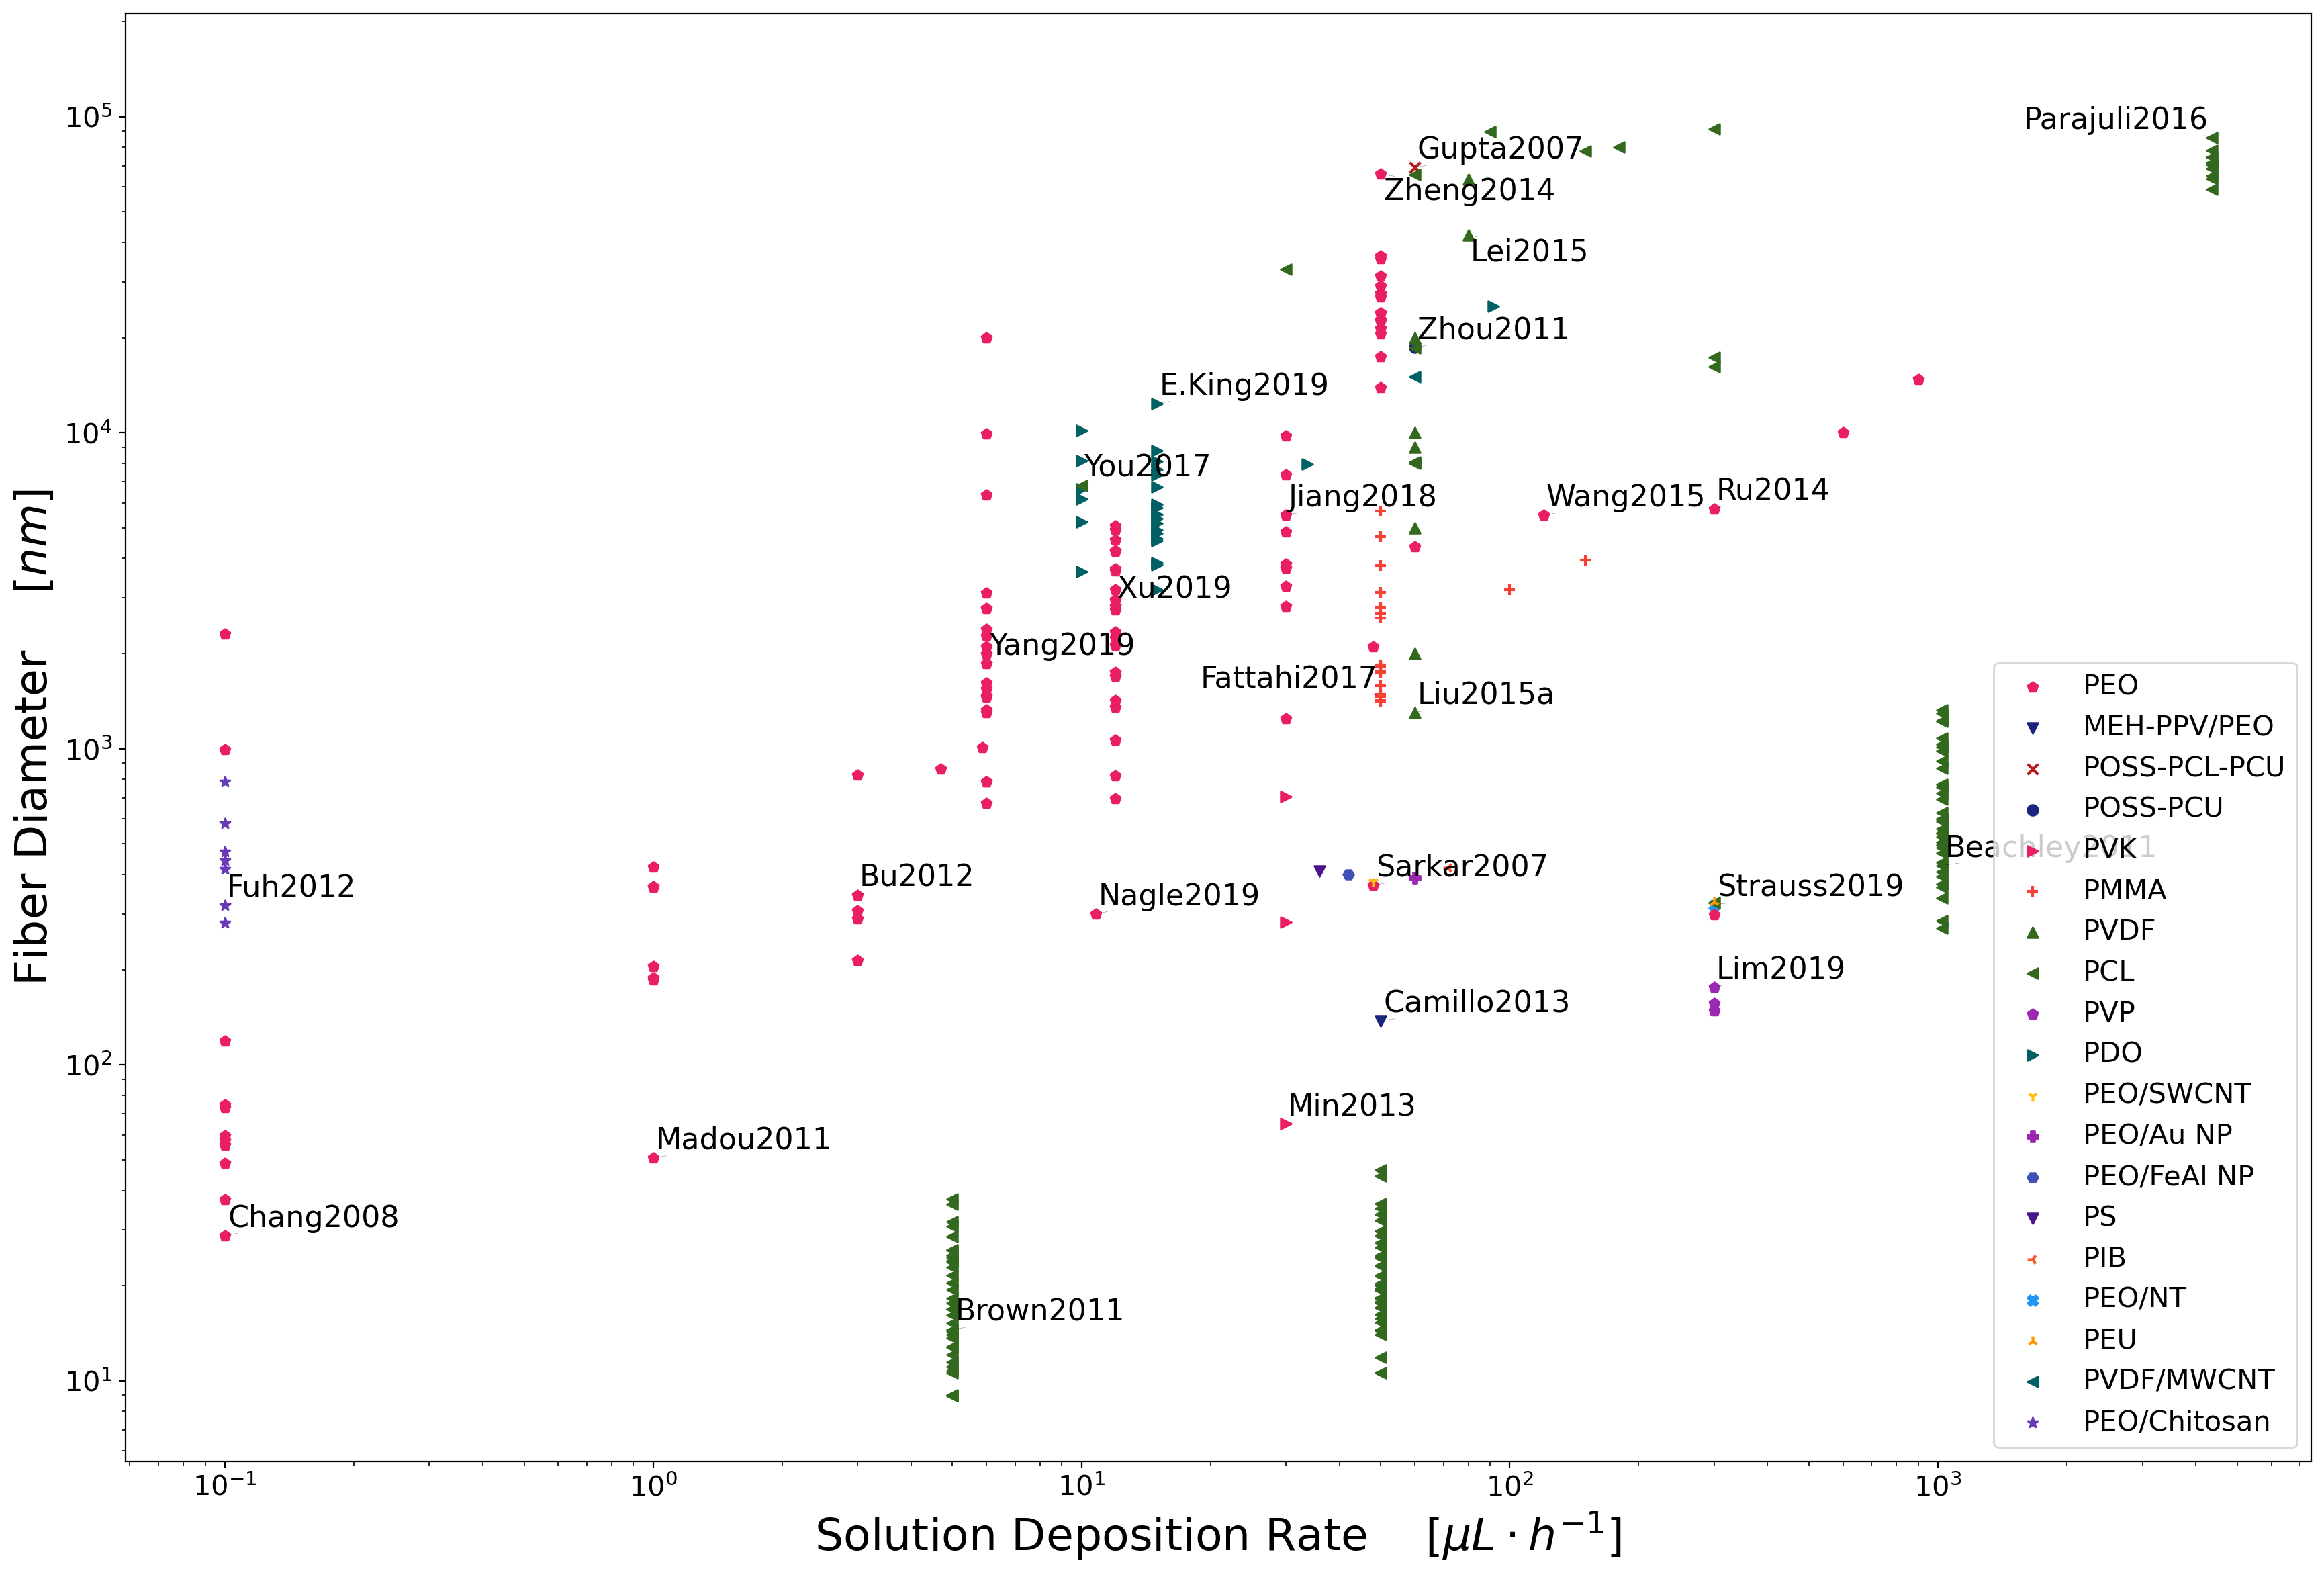 10⁵
10⁴
10³
10²
10¹
Fiber Diameter [nm]
Parajuli2016
Gupta2007
Zheng2014
Lei2015
Zhou2011
E.King2019
You2017
Jiang2018
Wang2015
Ru2014
Xu2019
Yang2019
Fattahi2017
Liu2015a
Beachley2011
Fuh2012
Bu2012
Nagle2019
Sarkar2007
Strauss2019
Lim2019
Camillo2013
Min2013
Madou2011
Chang2008
Brown2011
PEO
MEH-PPV/PEO
POSS-PCL-PCU
POSS-PCU
PVK
PMMA
PVDF
PCL
PVP
PDO
PEO/SWCNT
PEO/Au NP
PEO/FeAl NP
PS
PIB
PEO/NT
PEU
PVDF/MWCNT
PEO/Chitosan
10⁻¹ 10⁰ 10¹ 10² 10³
Solution Deposition Rate [μL · h⁻¹]